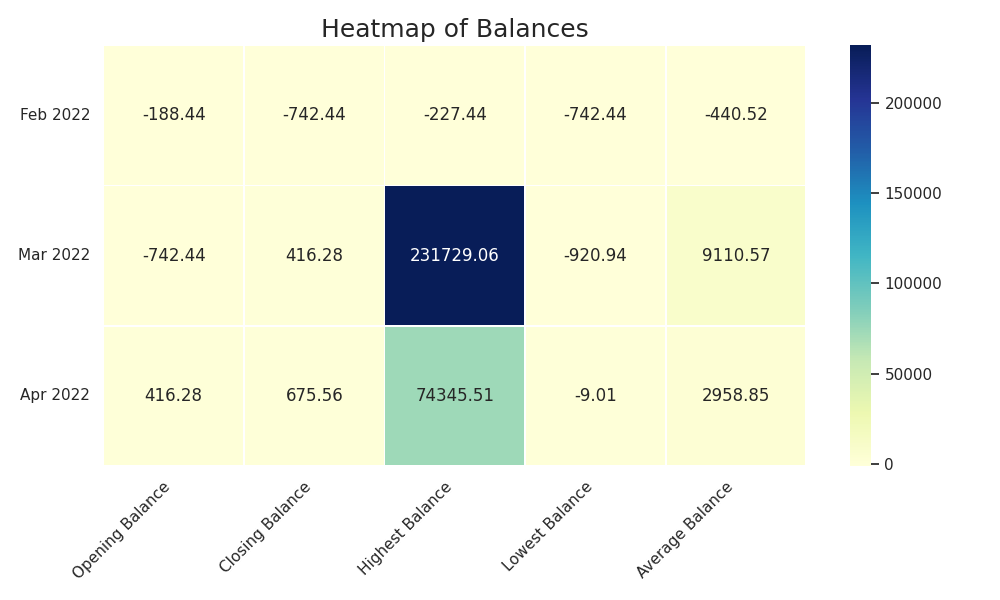 Heatmap of Balances
Feb 2022 -188.44 -742.44 -227.44 -742.44 -440.52
Mar 2022 -742.44 416.28 231729.06 -920.94 9110.57
Apr 2022 416.28 675.56 74345.51 -9.01 2958.85
Opening Balance Closing Balance Highest Balance Lowest Balance Average Balance
200000
150000
100000
50000
0